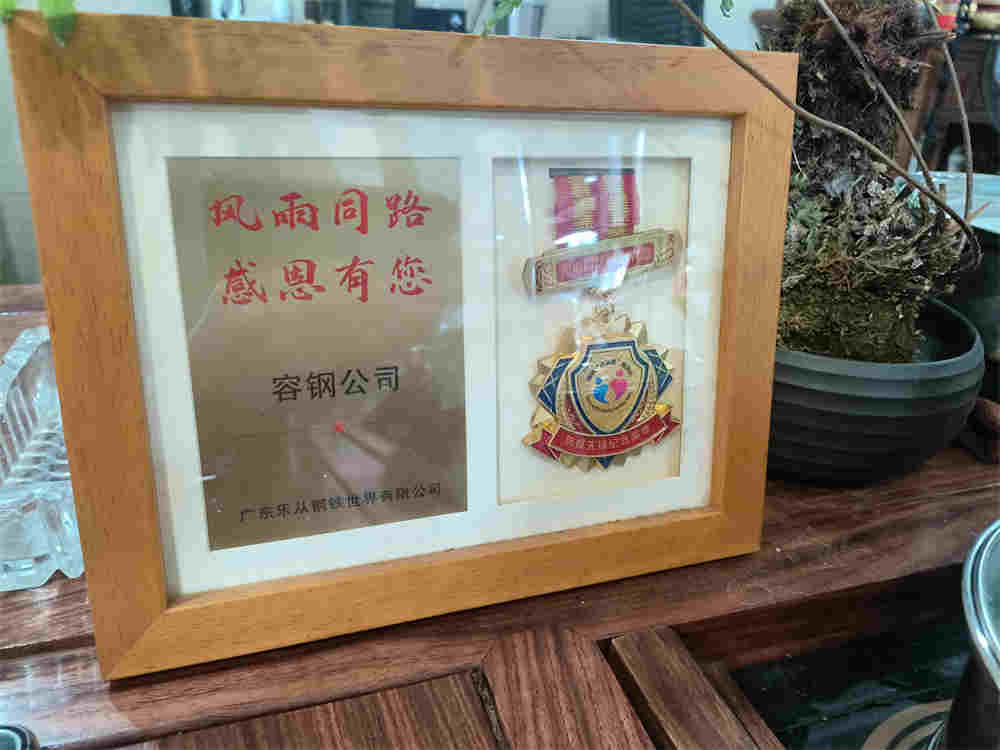 风雨同路
感恩有您
容钢公司
广东乐从钢铁世界有限公司